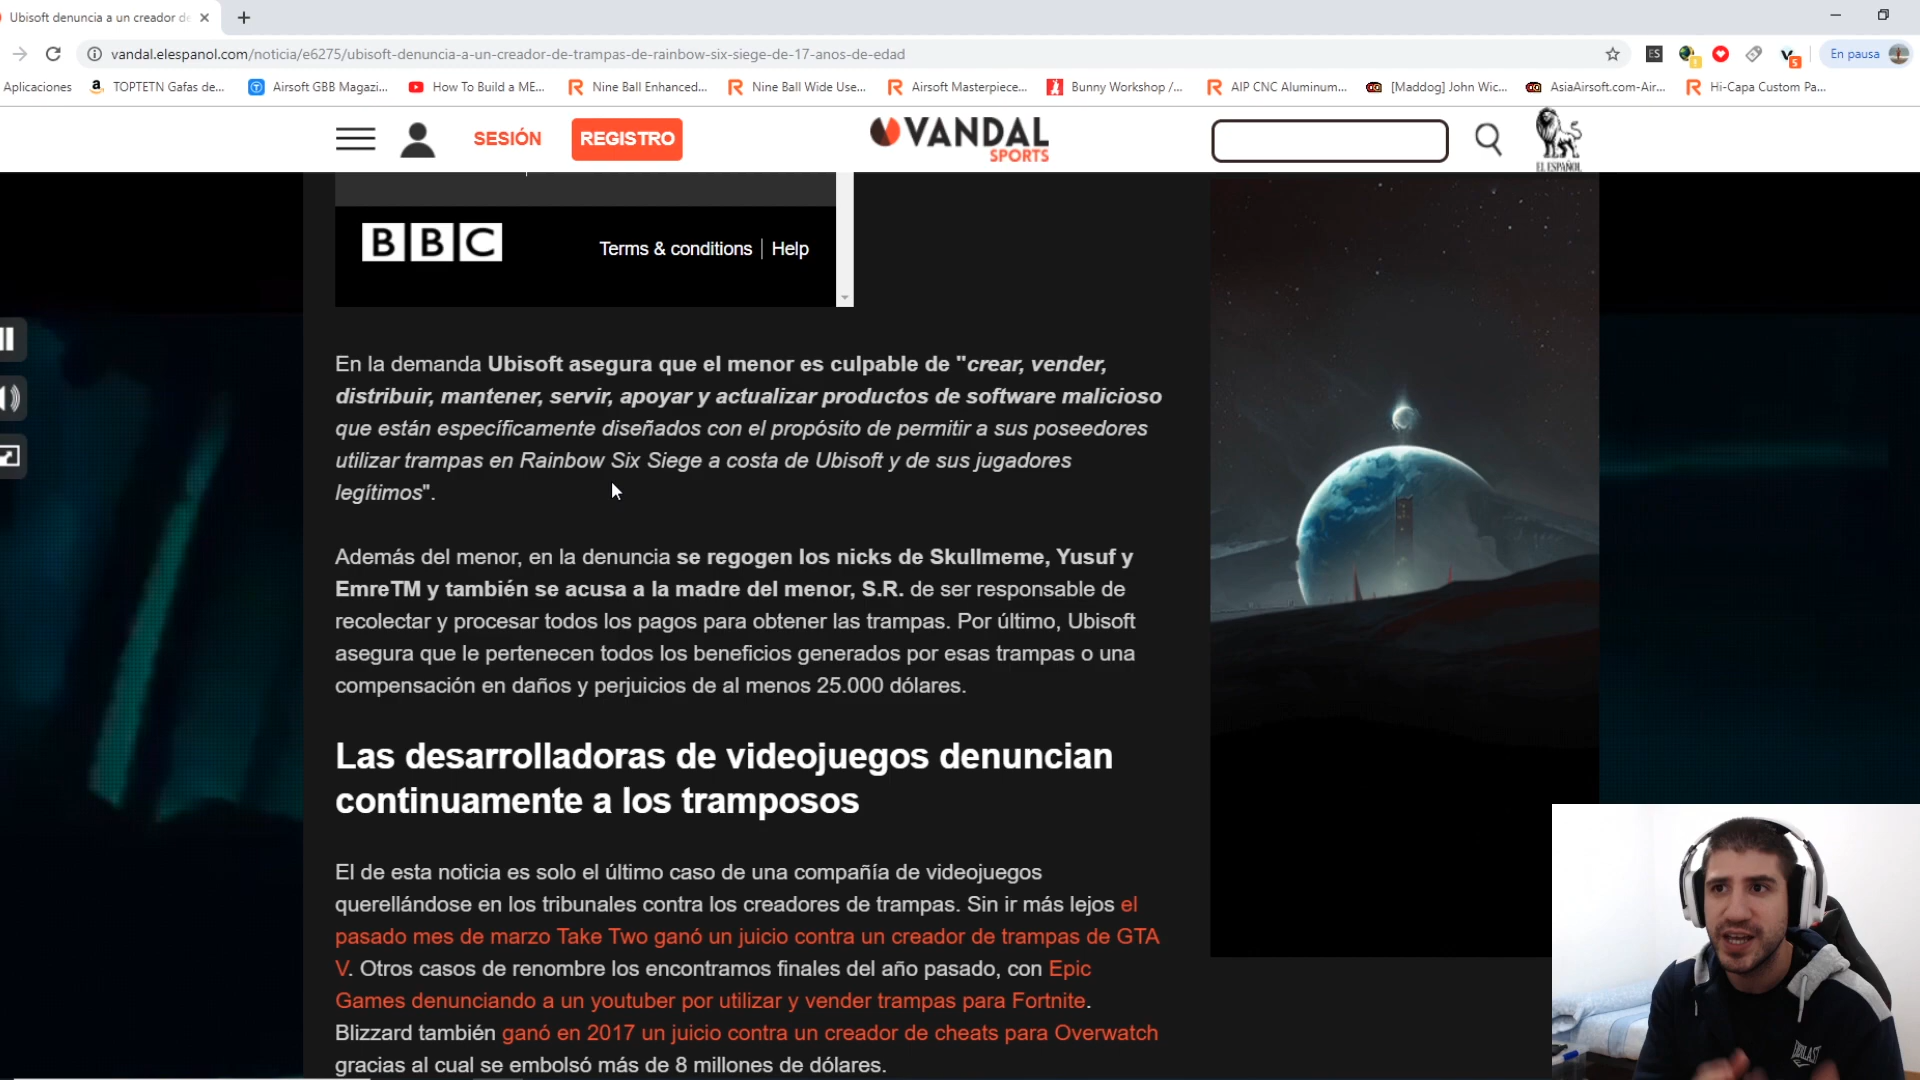 Ubisoft denuncia a un creador de
vandal.elespanol.com/noticia/e6275/ubisoft-denuncia-a-un-creador-de-trampas-de-rainbow-six-siege-de-17-anos-de-edad
ES
En pausa
Aplicaciones
TOPTETN Gafas de...
Airsoft GBB Magazi...
How To Build a ME...
Nine Ball Enhanced...
Nine Ball Wide Use...
Airsoft Masterpiece...
Bunny Workshop /...
AIP CNC Aluminum...
[Maddog] John Wic...
AsiaAirsoft.com-Air...
Hi-Capa Custom Pa...
SESIÓN
REGISTRO
VANDAL
SPORTS
EL ESPAÑOL
BBC
Terms & conditions | Help
En la demanda Ubisoft asegura que el menor es culpable de "crear, vender,
distribuir, mantener, servir, apoyar y actualizar productos de software malicioso
que están específicamente diseñados con el propósito de permitir a sus poseedores
utilizar trampas en Rainbow Six Siege a costa de Ubisoft y de sus jugadores
legítimos".
Además del menor, en la denuncia se regogen los nicks de Skullmeme, Yusuf y
EmreTM y también se acusa a la madre del menor, S.R. de ser responsable de
recolectar y procesar todos los pagos para obtener las trampas. Por último, Ubisoft
asegura que le pertenecen todos los beneficios generados por esas trampas o una
compensación en daños y perjuicios de al menos 25.000 dólares.
Las desarrolladoras de videojuegos denuncian
continuamente a los tramposos
El de esta noticia es solo el último caso de una compañía de videojuegos
querellándose en los tribunales contra los creadores de trampas. Sin ir más lejos el
pasado mes de marzo Take Two ganó un juicio contra un creador de trampas de GTA
V. Otros casos de renombre los encontramos finales del año pasado, con Epic
Games denunciando a un youtuber por utilizar y vender trampas para Fortnite.
Blizzard también ganó en 2017 un juicio contra un creador de cheats para Overwatch
gracias al cual se embolsó más de 8 millones de dólares.
EVERLAST